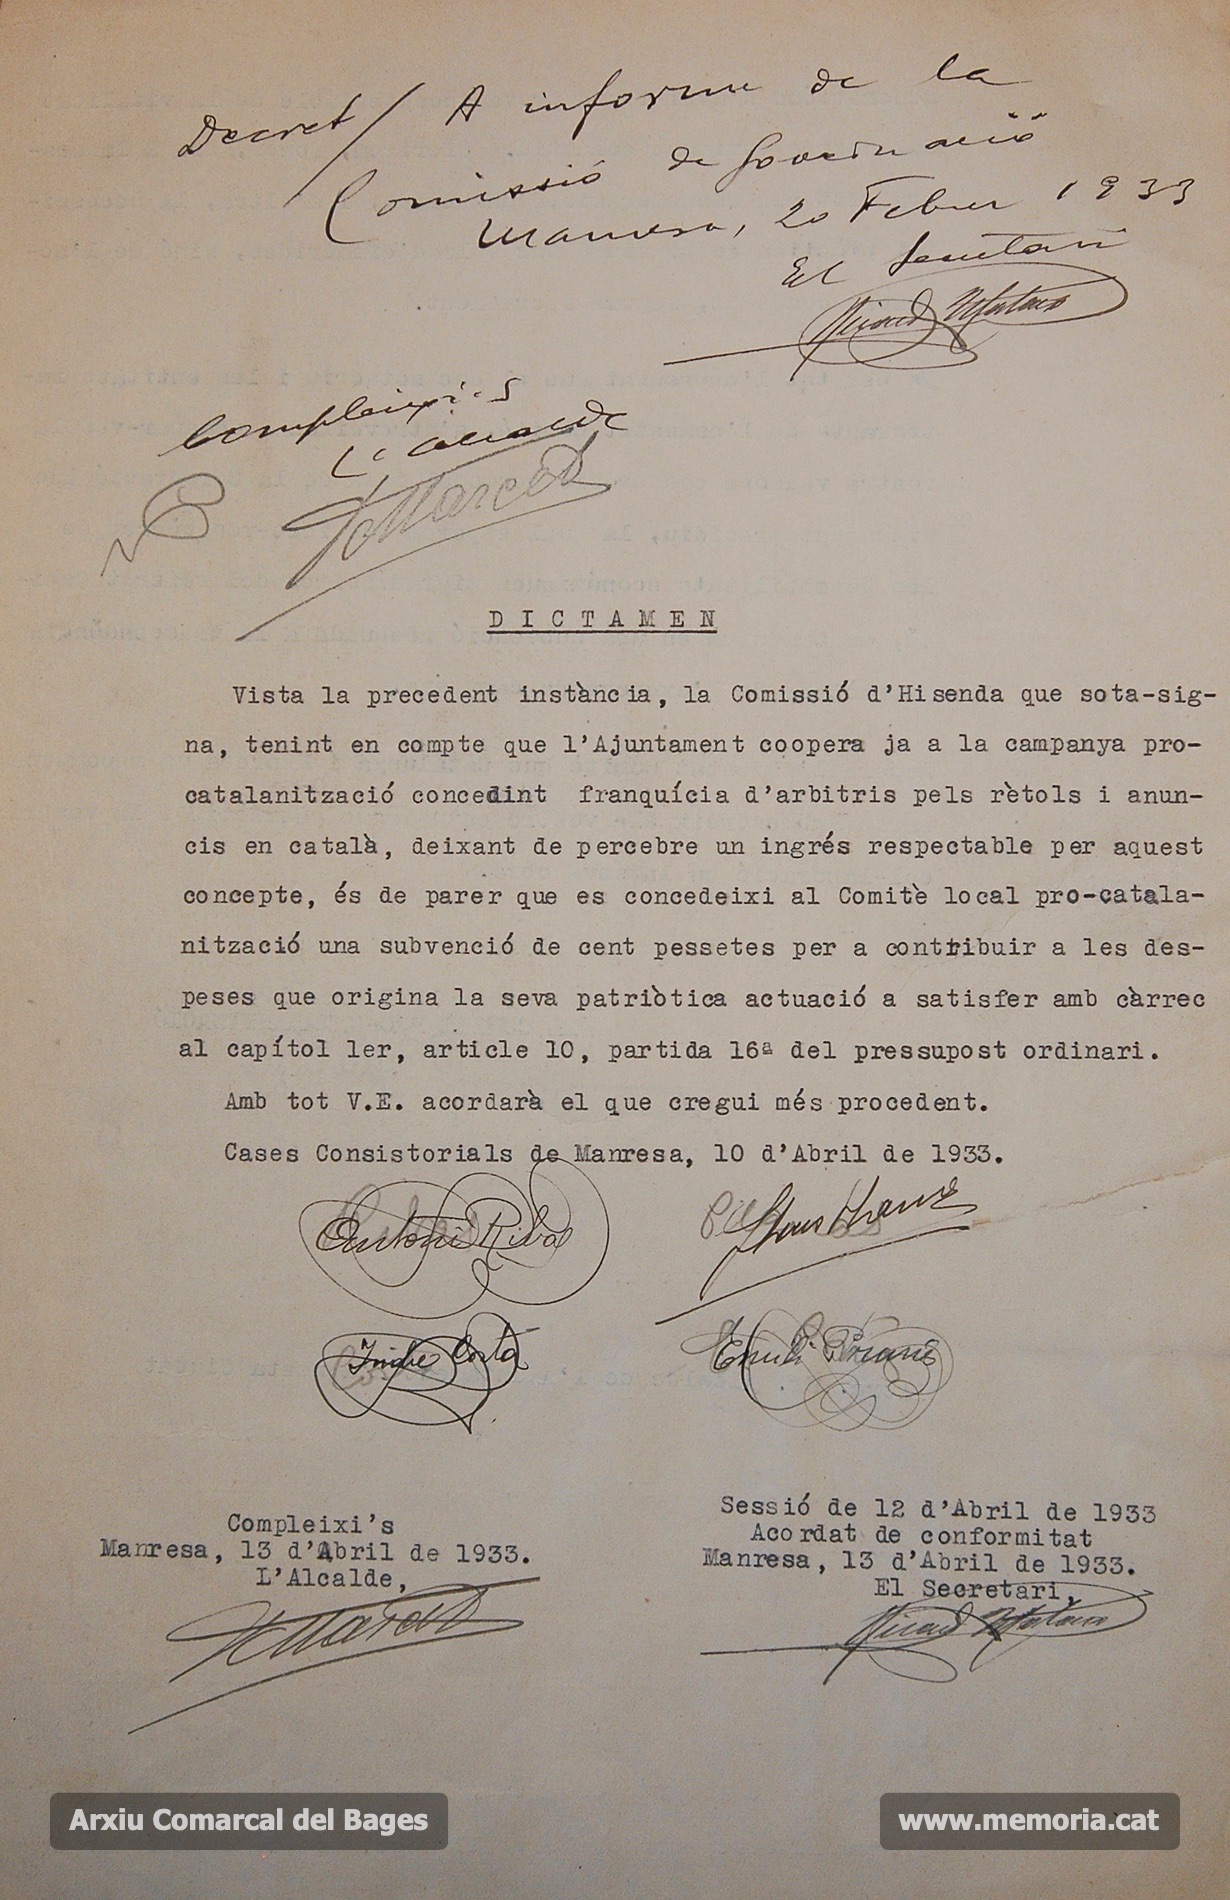 Decret / A informe de la
Comissió de Governació
Manresa, 20 Febrer 1933
El Secretari
Compleixi's
L'alcalde
Marcet
DICTAMEN
Vista la precedent instància, la Comissió d'Hisenda que sota-sig-
na, tenint en compte que l'Ajuntament coopera ja a la campanya pro-
catalanització concedint franquícia d'arbitris pels rètols i anun-
cis en català, deixant de percebre un ingrés respectable per aquest
concepte, és de parer que es concedeixi al Comitè local pro-catala-
nització una subvenció de cent pessetes per a contribuir a les des-
peses que origina la seva patriòtica actuació a satisfer amb càrrec
al capítol 1er, article 10, partida 16ª del pressupost ordinari.
Amb tot V.E. acordarà el que cregui més procedent.
Cases Consistorials de Manresa, 10 d'Abril de 1933.
Antoni Ribas
Costa
Emili
Sessió de 12 d'Abril de 1933
Acordat de conformitat
Manresa, 13 d'Abril de 1933.
El Secretari,
Compleixi's
Manresa, 13 d'Abril de 1933.
L'Alcalde,
Marcet
Arxiu Comarcal del Bages
www.memoria.cat